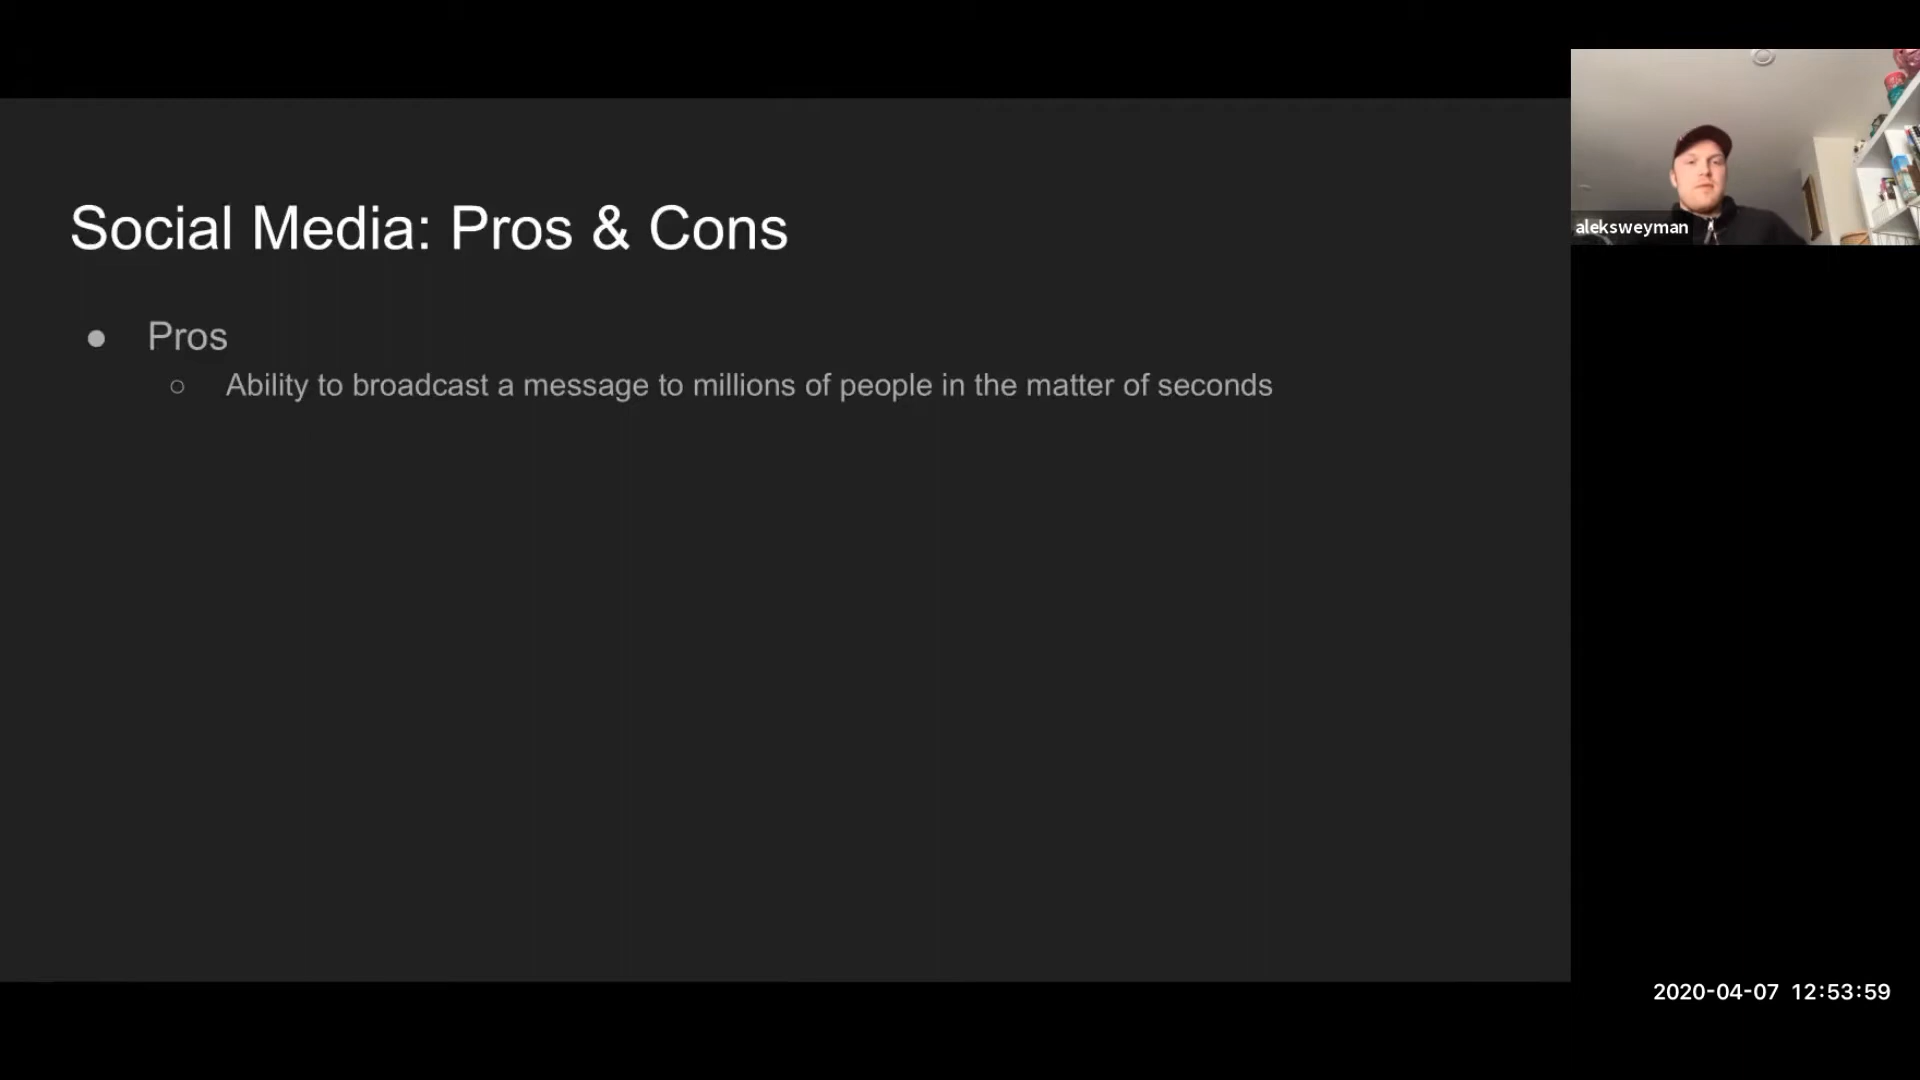 Social Media: Pros & Cons
● Pros
○ Ability to broadcast a message to millions of people in the matter of seconds
aleksweyman
2020-04-07 12:53:59